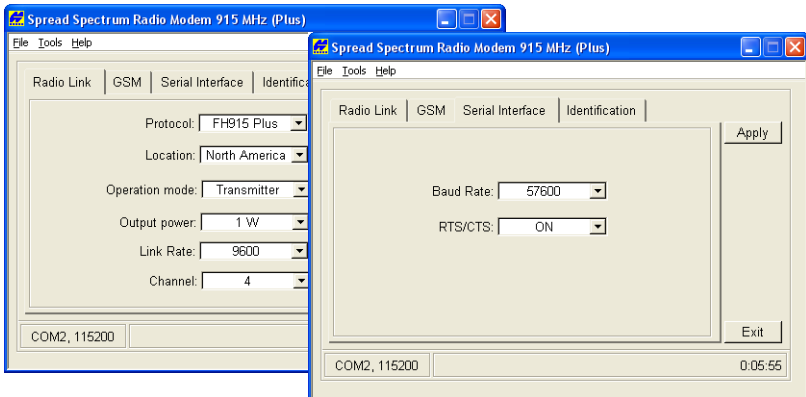 Spread Spectrum Radio Modem 915 MHz (Plus)
File Tools Help
Radio Link GSM Serial Interface
Protocol: FH915 Plus
Location: North America
Operation mode: Transmitter
Output power: 1 W
Link Rate: 9600
Channel: 4
COM2, 115200
Spread Spectrum Radio Modem 915 MHz (Plus)
File Tools Help
Radio Link GSM Serial Interface Identification
Apply
Baud Rate: 57600
RTS/CTS: ON
Exit
COM2, 115200 0:05:55